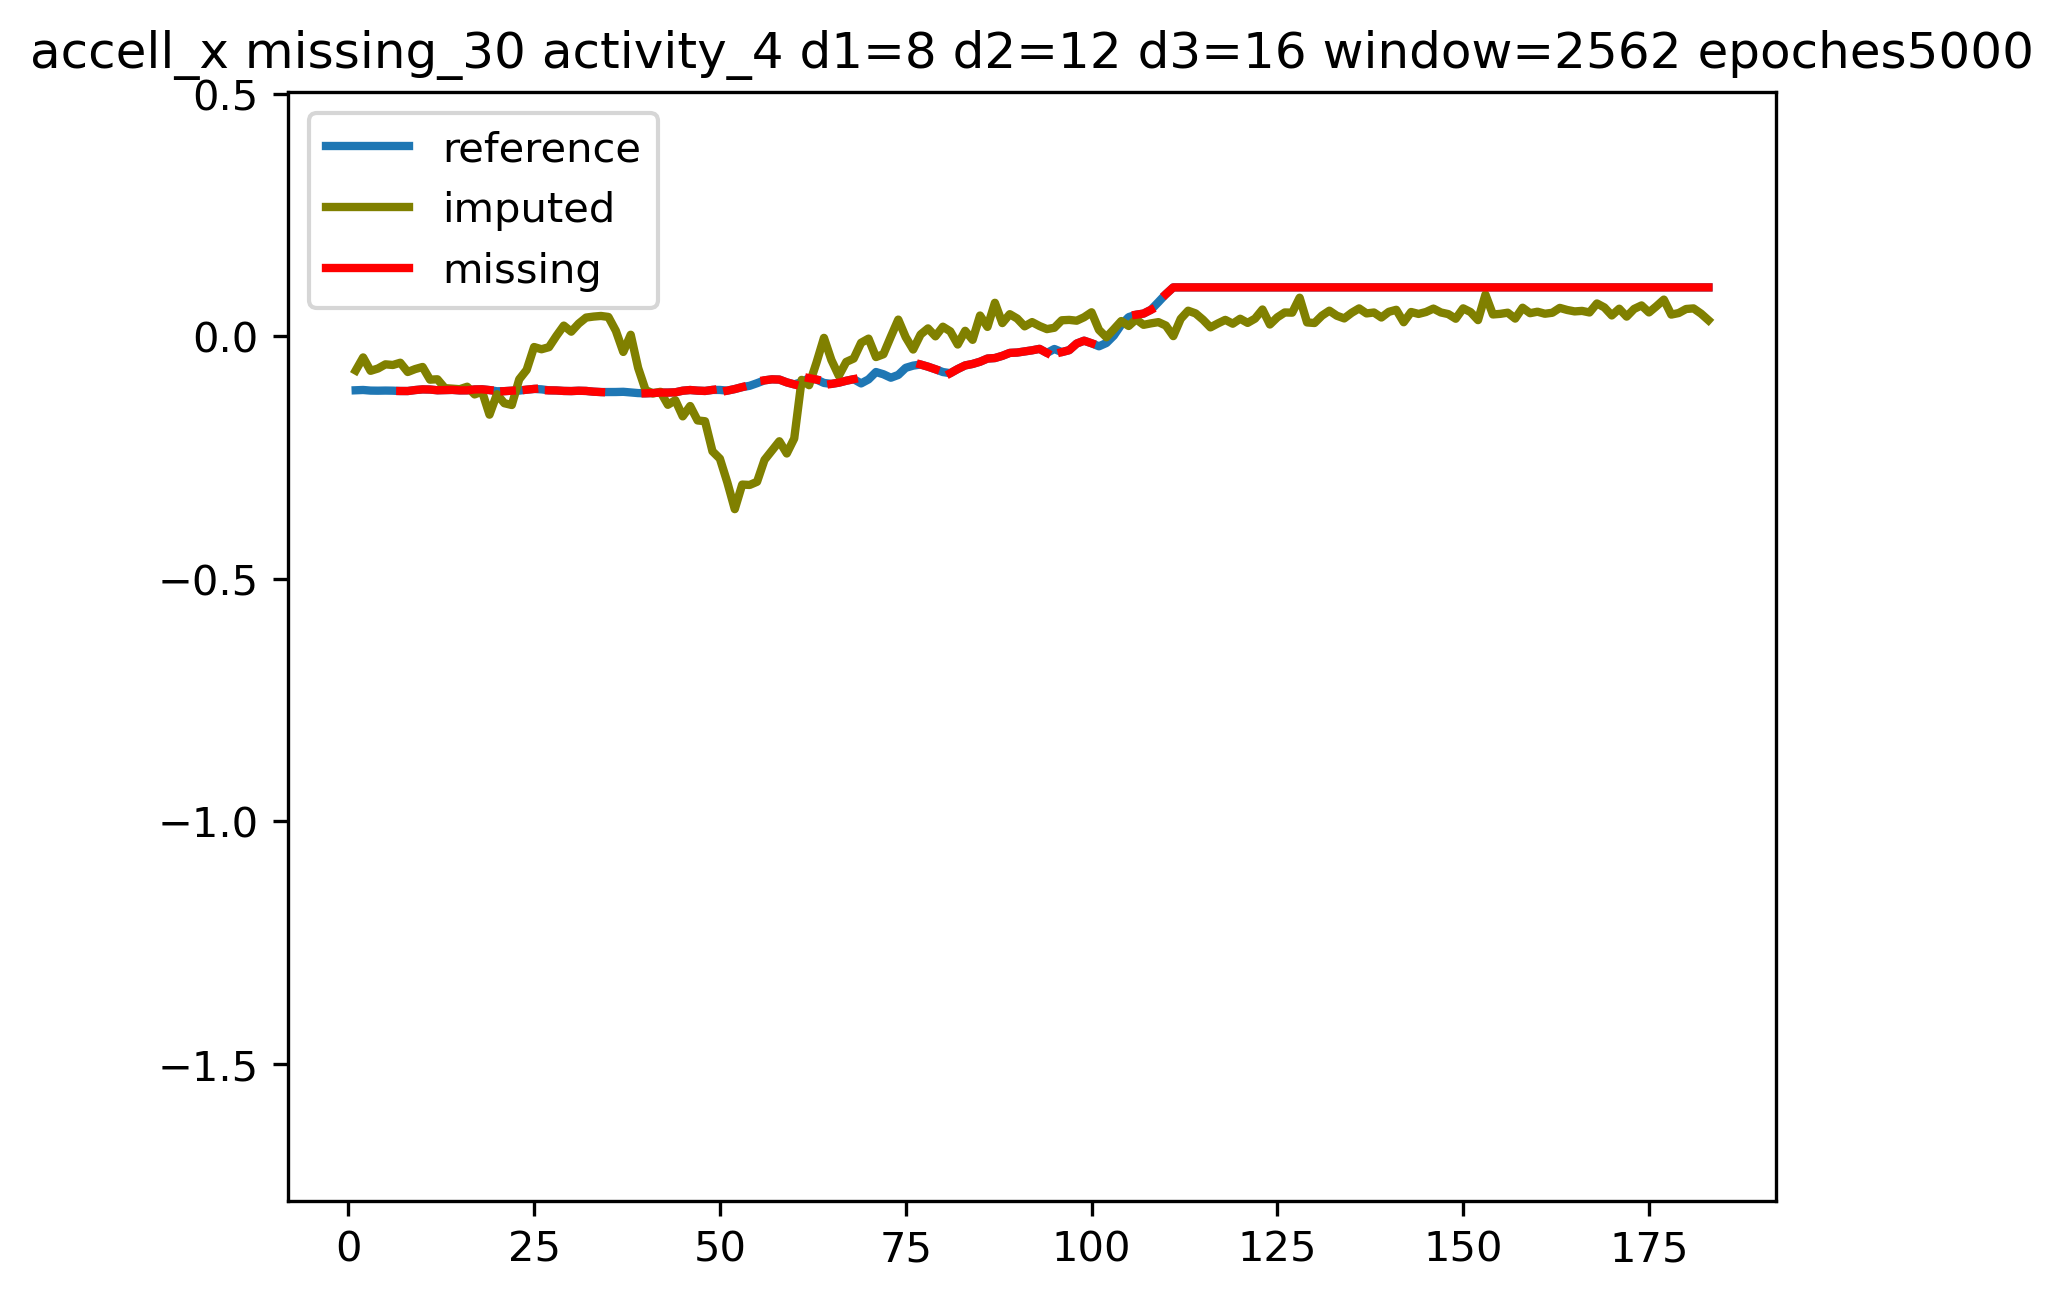 accell_x missing_30 activity_4 d1=8 d2=12 d3=16 window=2562 epoches5000
reference
imputed
missing
0.5
0.0
−0.5
−1.0
−1.5
0 25 50 75 100 125 150 175